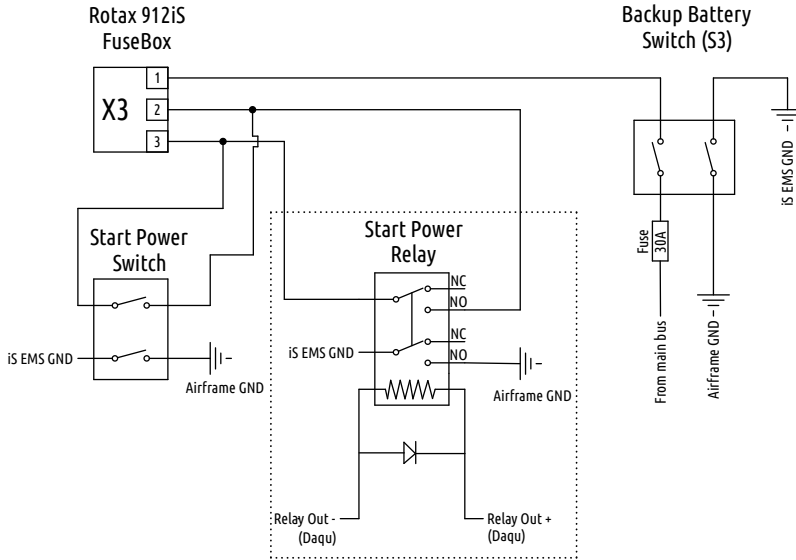 Rotax 912iS
FuseBox
Backup Battery
Switch (S3)
X3
1
2
3
iS EMS GND
Start Power
Switch
Start Power
Relay
NC
NO
NC
NO
Fuse
30A
iS EMS GND
iS EMS GND
Airframe GND
Airframe GND
From main bus
Airframe GND
Relay Out -
(Daqu)
Relay Out +
(Daqu)